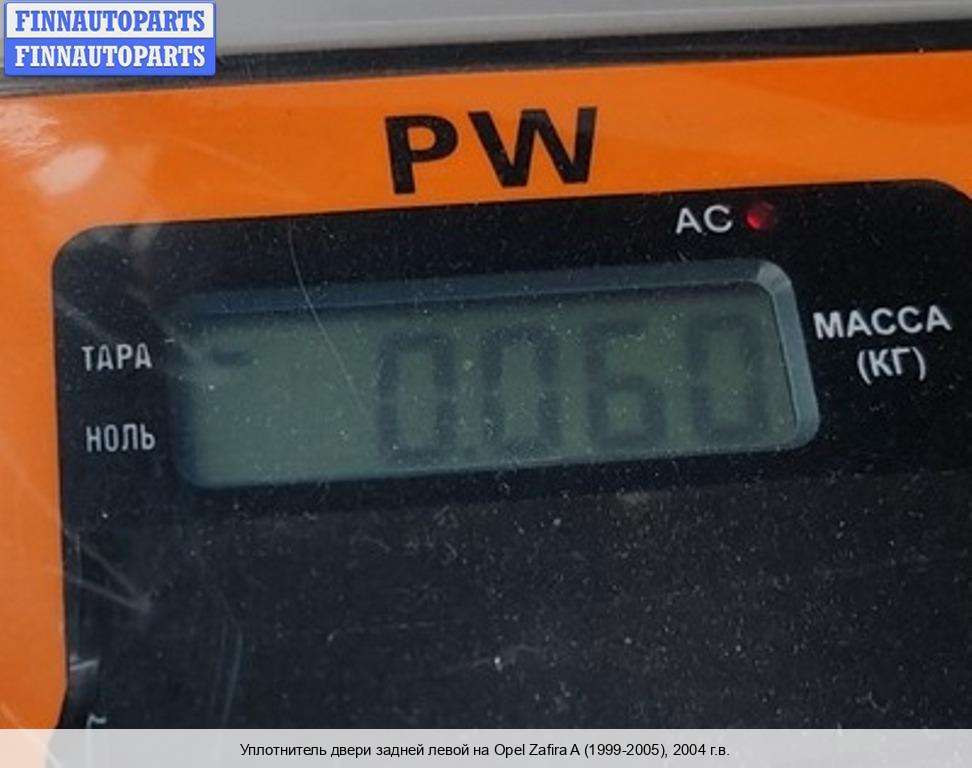 FINNAUTOPARTS
FINNAUTOPARTS
PW
AC
МАССА
(КГ)
ТАРА
0.060
НОЛЬ
Уплотнитель двери задней левой на Opel Zafira A (1999-2005), 2004 г.в.